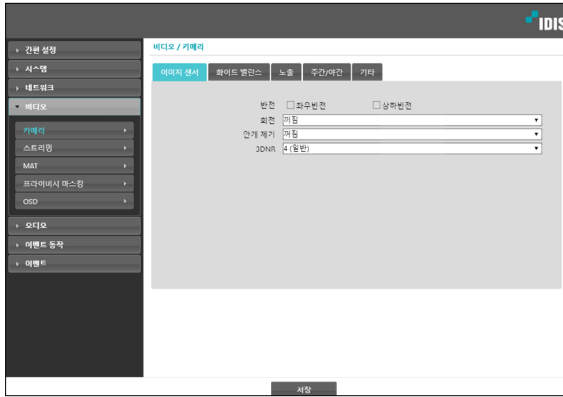 IDIS
간편 설정
시스템
네트워크
비디오
카메라
스트리밍
MAT
프라이버시 마스킹
OSD
오디오
이벤트 동작
이벤트
비디오 / 카메라
이미지 센서 화이트 밸런스 노출 주간/야간 기타
반전 좌우반전 상하반전
회전 꺼짐
안개 제거 꺼짐
3DNR 4 (일반)
저장